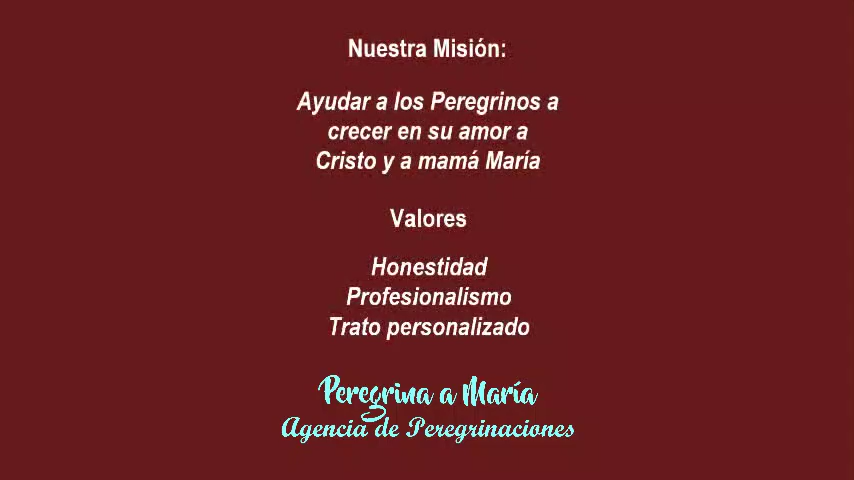 Nuestra Misión:
Ayudar a los Peregrinos a
crecer en su amor a
Cristo y a mamá María
Valores
Honestidad
Profesionalismo
Trato personalizado
Peregrina a María
Agencia de Peregrinaciones